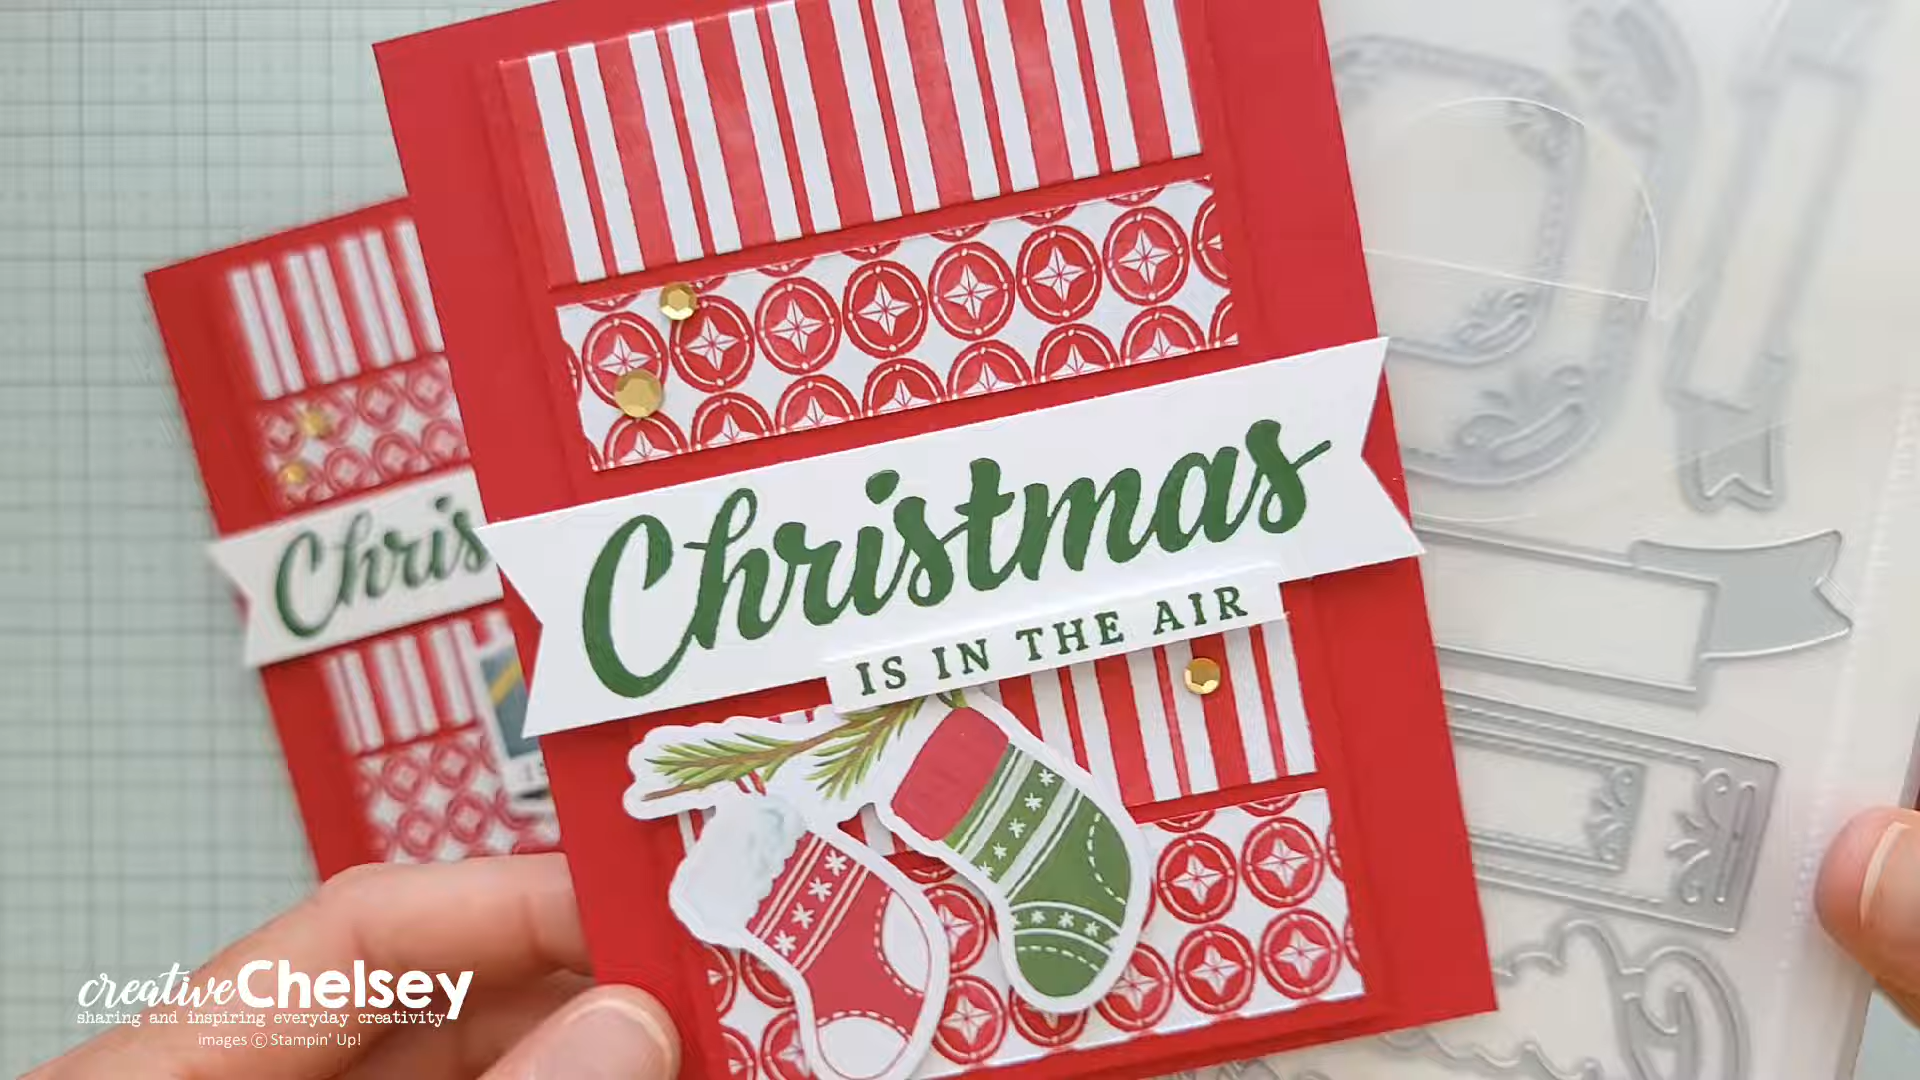 Christmas
IS IN THE AIR
Chris
creativeChelsey
sharing and inspiring everyday creativity
images © Stampin' Up!